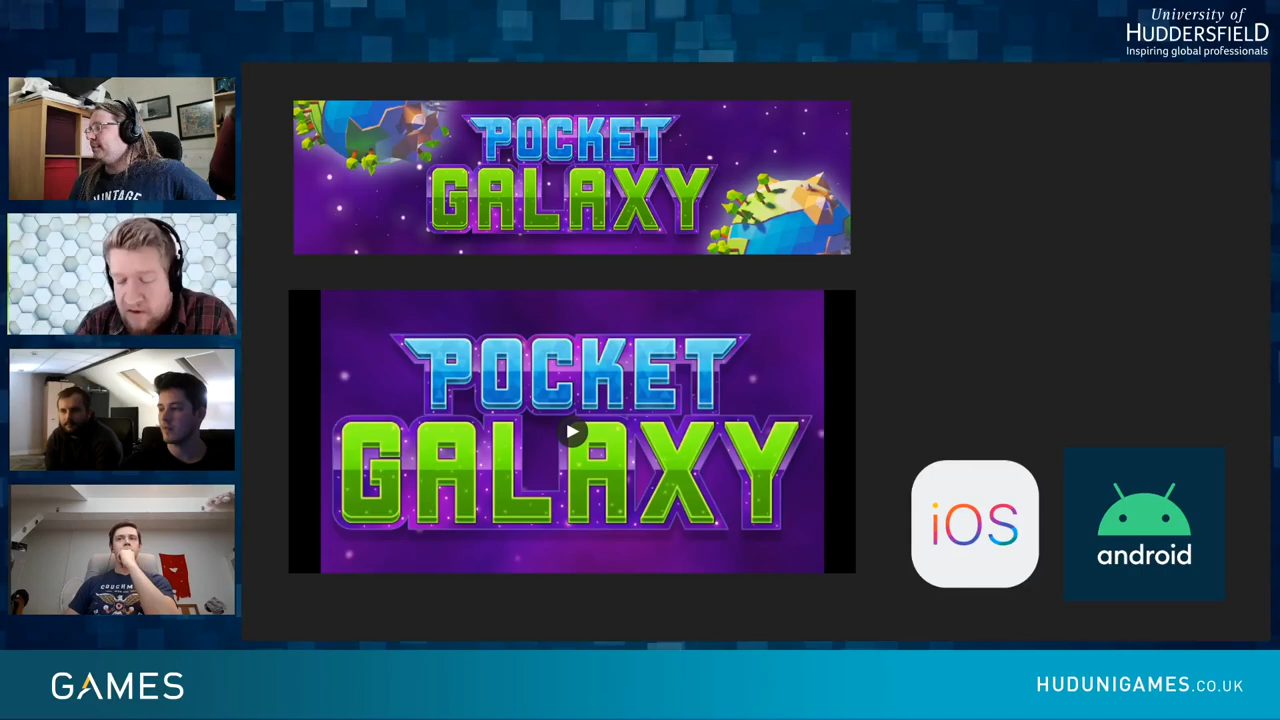 University of
HUDDERSFIELD
Inspiring global professionals
POCKET
GALAXY
POCKET
GALAXY
iOS
android
GAMES
HUDUNIGAMES.CO.UK